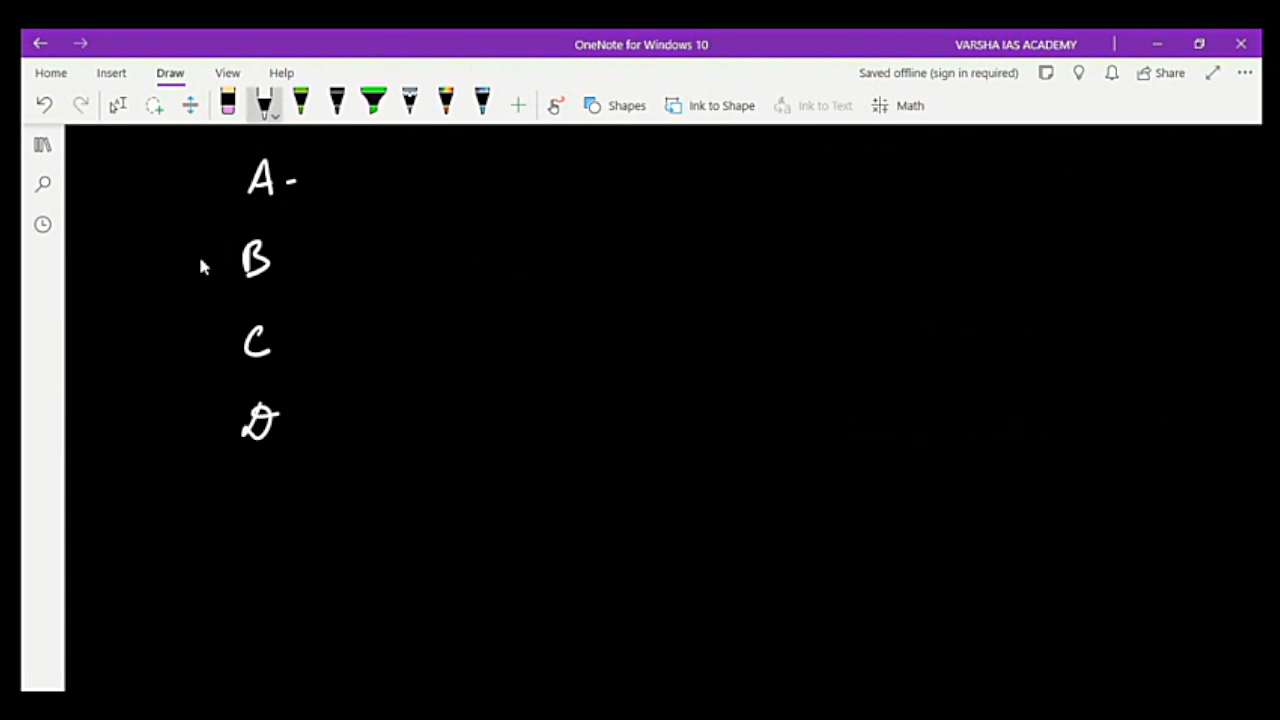 OneNote for Windows 10 VARSHA IAS ACADEMY
Home Insert Draw View Help Saved offline (sign in required) Share
Shapes Ink to Shape Ink to Text Math
A -
B
C
D